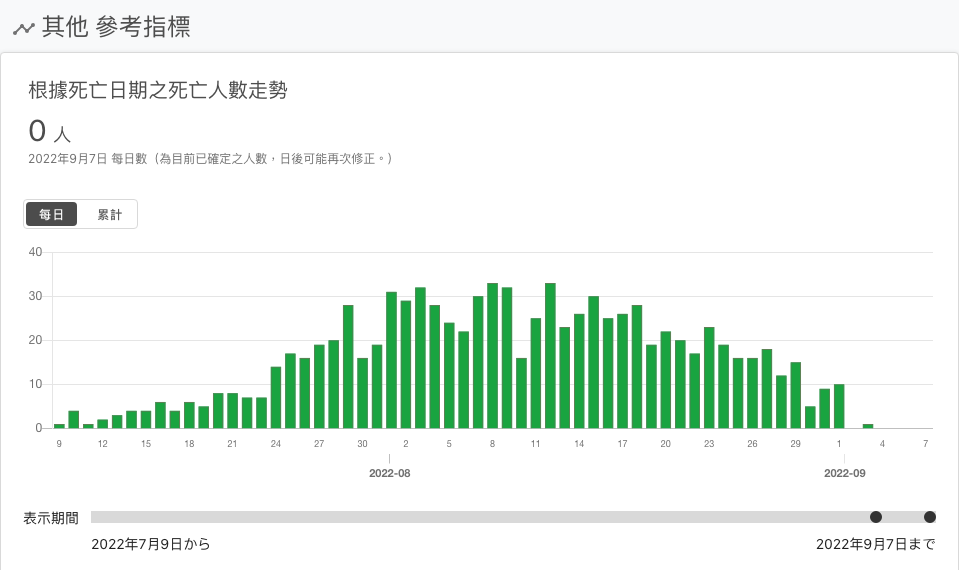 其他 參考指標
根據死亡日期之死亡人數走勢
0 人
2022年9月7日 每日數（為目前已確定之人數，日後可能再次修正。）
每日 累計
40
30
20
10
0
9 12 15 18 21 24 27 30 2 5 8 11 14 17 20 23 26 29 1 4 7
2022-08 2022-09
表示期間
2022年7月9日から 2022年9月7日まで